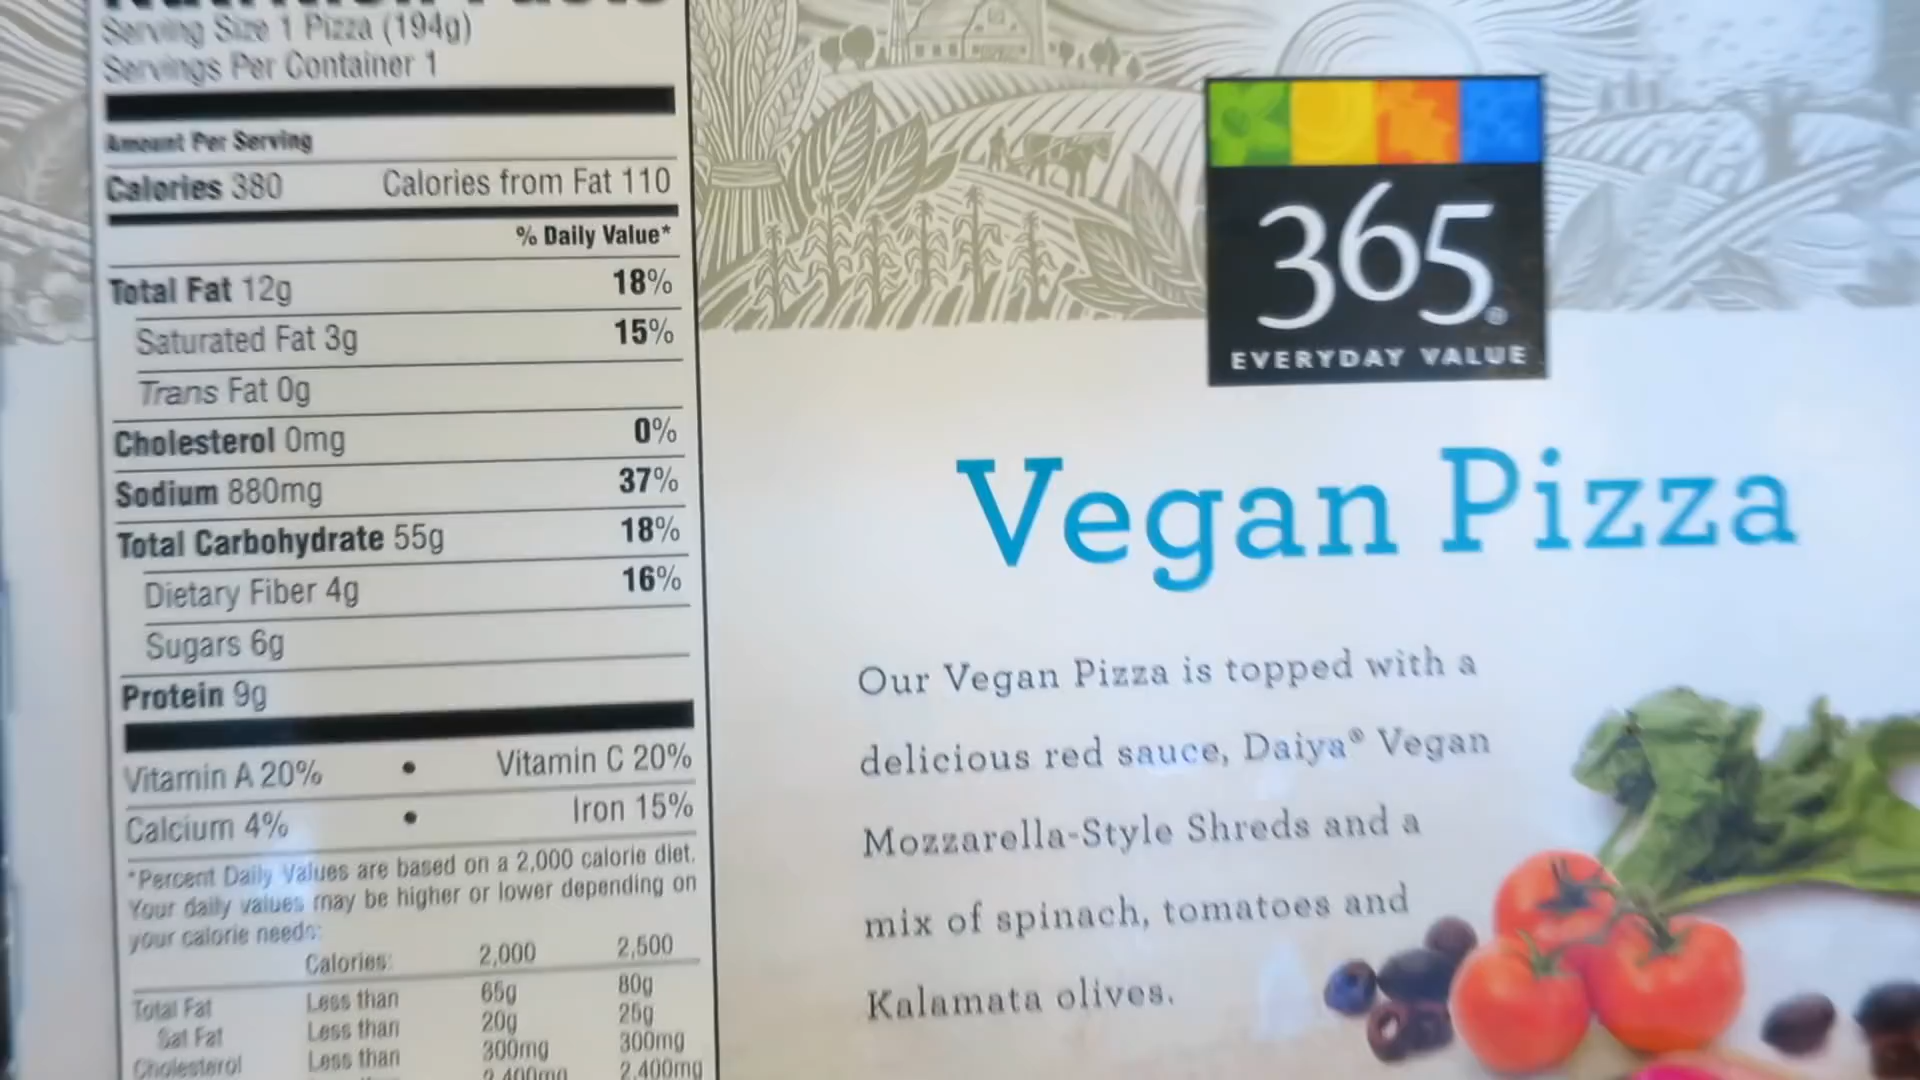 Serving Size 1 Pizza (194g)
Servings Per Container 1
Amount Per Serving
Calories 380 Calories from Fat 110
% Daily Value*
Total Fat 12g 18%
Saturated Fat 3g 15%
Trans Fat 0g
Cholesterol 0mg 0%
Sodium 880mg 37%
Total Carbohydrate 55g 18%
Dietary Fiber 4g 16%
Sugars 6g
Protein 9g
Vitamin A 20% • Vitamin C 20%
Calcium 4% • Iron 15%
*Percent Daily Values are based on a 2,000 calorie diet.
Your daily values may be higher or lower depending on
your calorie needs:
Calories: 2,000 2,500
Total Fat Less than 65g 80g
Sat Fat Less than 20g 25g
Cholesterol Less than 300mg 300mg
2,400mg 2,400mg
365®
EVERYDAY VALUE
Vegan Pizza
Our Vegan Pizza is topped with a
delicious red sauce, Daiya® Vegan
Mozzarella-Style Shreds and a
mix of spinach, tomatoes and
Kalamata olives.